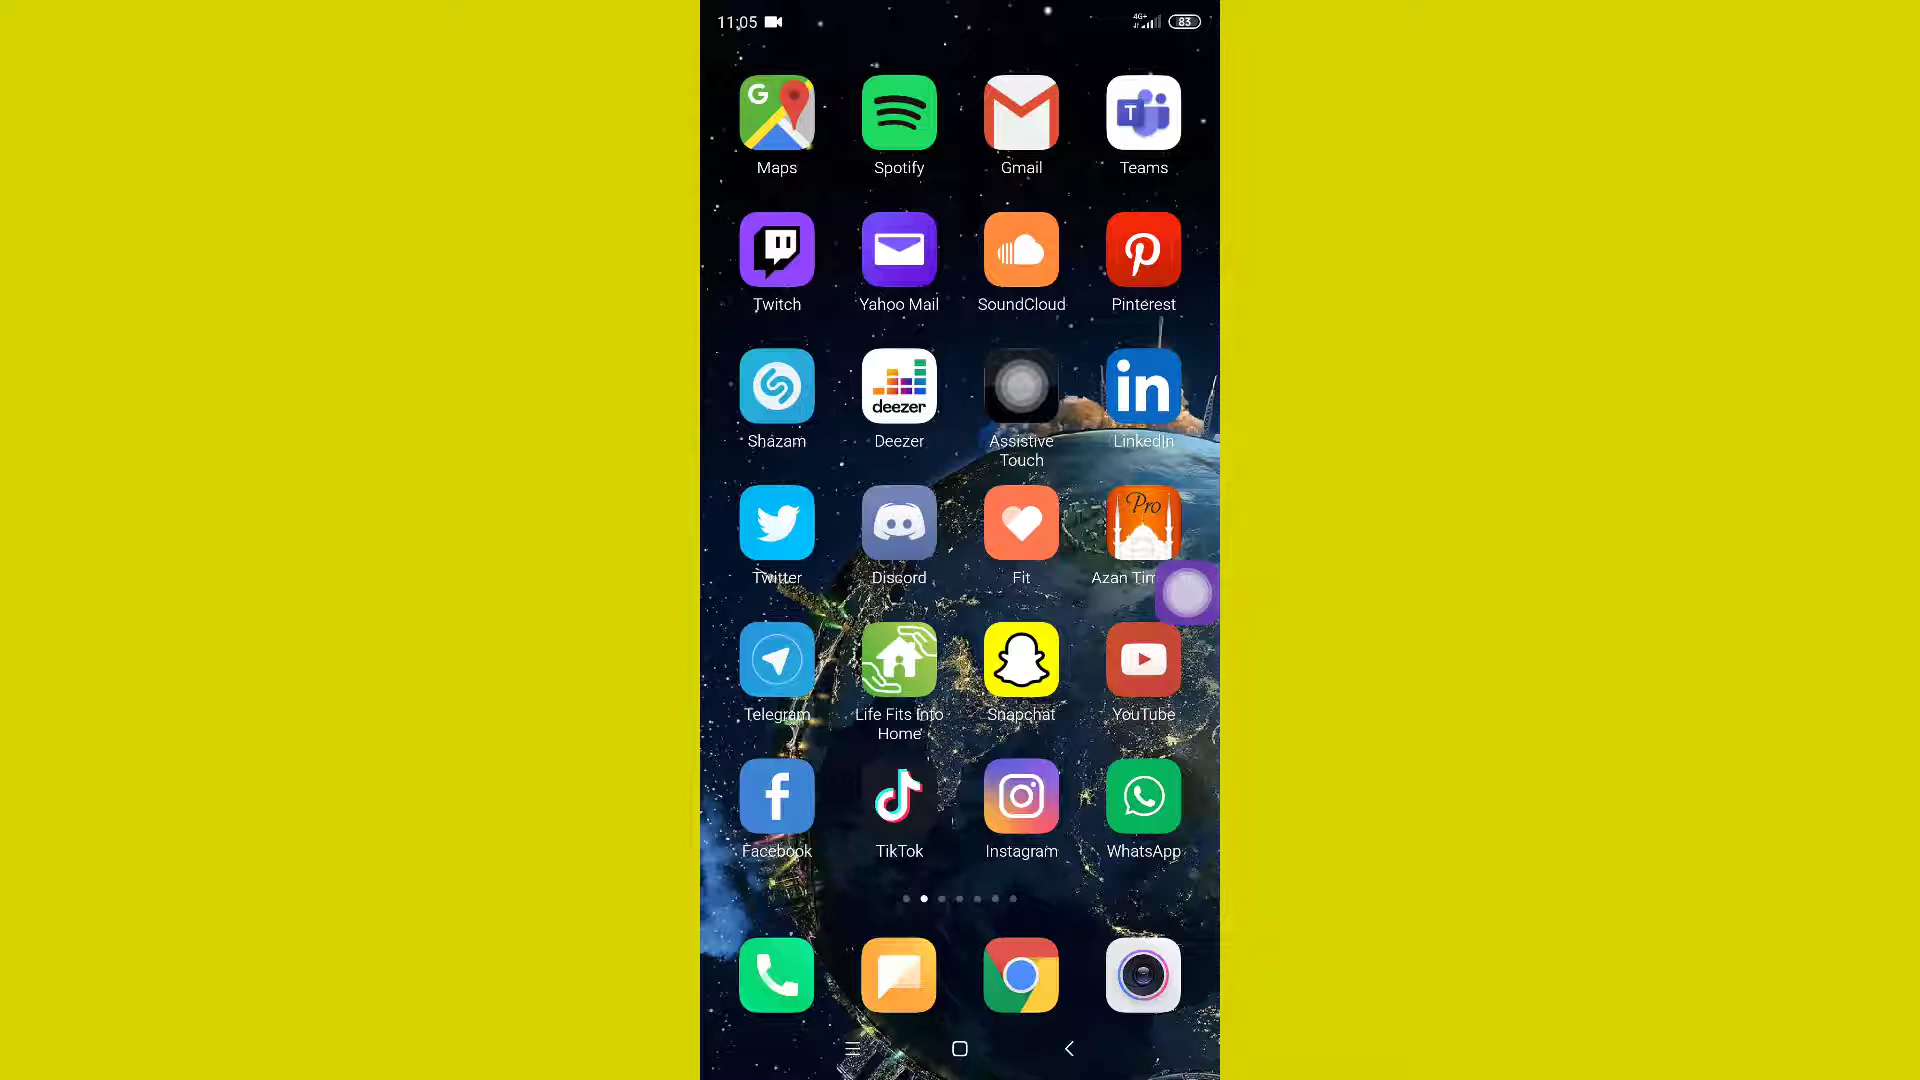 11:05 4G+ 83
G T
Maps Spotify Gmail Teams
Twitch Yahoo Mail SoundCloud Pinterest
deezer in
Shazam Deezer Assistive Touch LinkedIn
Pro
Twitter Discord Fit Azan Tim
Telegram Life Fits Into Home Snapchat YouTube
Facebook TikTok Instagram WhatsApp